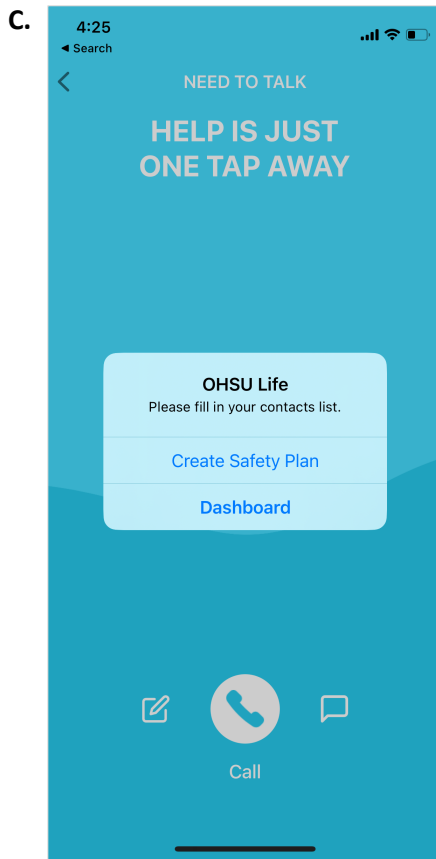 C.
4:25
◀ Search
NEED TO TALK
HELP IS JUST
ONE TAP AWAY
OHSU Life
Please fill in your contacts list.
Create Safety Plan
Dashboard
Call